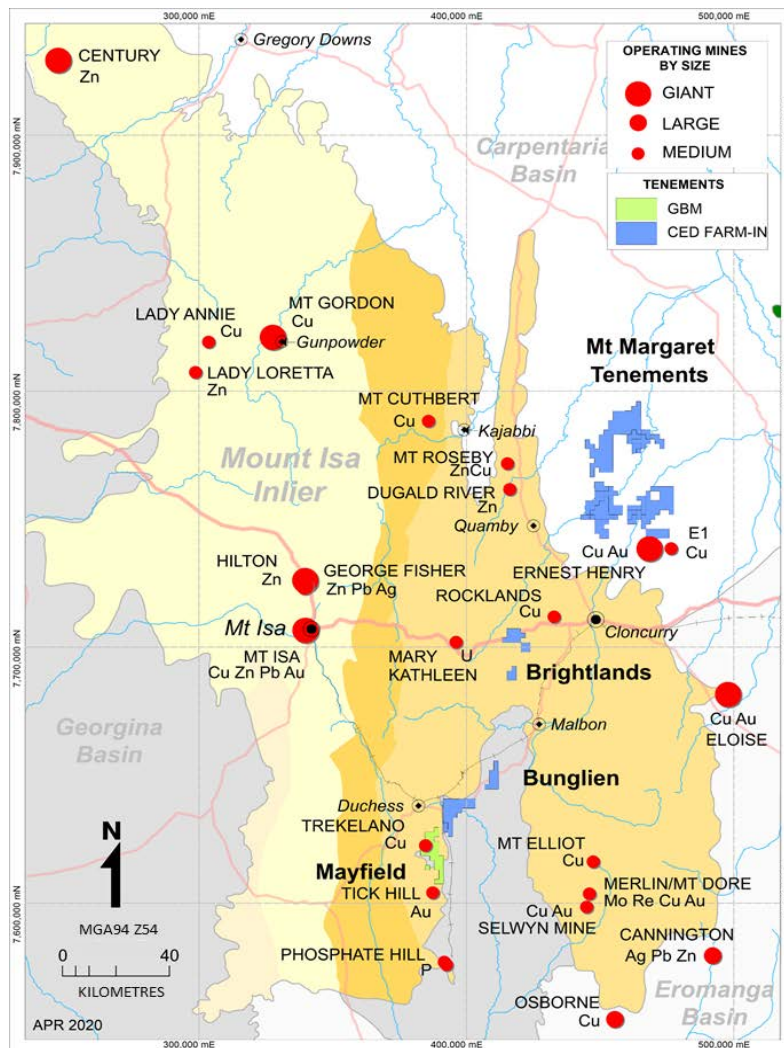 300,000 mE
400,000 mE
500,000 mE
Gregory Downs
CENTURY
Zn
OPERATING MINES
BY SIZE
GIANT
LARGE
MEDIUM
TENEMENTS
GBM
CED FARM-IN
7,900,000 mN
Carpentaria
Basin
LADY ANNIE
Cu
MT GORDON
Cu
Gunpowder
LADY LORETTA
Zn
Mt Margaret
Tenements
7,800,000 mN
MT CUTHBERT
Cu
Kajabbi
MT ROSEBY
ZnCu
DUGALD RIVER
Zn
Mount Isa
Inlier
Quamby
E1
Cu
Cu Au
ERNEST HENRY
HILTON
Zn
GEORGE FISHER
Zn Pb Ag
ROCKLANDS
Cu
Mt Isa
Cloncurry
MT ISA
Cu Zn Pb Au
MARY
KATHLEEN
U
Brightlands
7,700,000 mN
Cu Au
ELOISE
Georgina
Basin
Malbon
Bunglien
Duchess
TREKELANO
Cu
MT ELLIOT
Cu
Mayfield
TICK HILL
Au
MERLIN/MT DORE
Mo Re Cu Au
Cu Au
SELWYN MINE
7,600,000 mN
N
MGA94 Z54
0 40
KILOMETRES
PHOSPHATE HILL
P
CANNINGTON
Ag Pb Zn
OSBORNE
Cu
Eromanga
Basin
APR 2020
300,000 mE
400,000 mE
500,000 mE